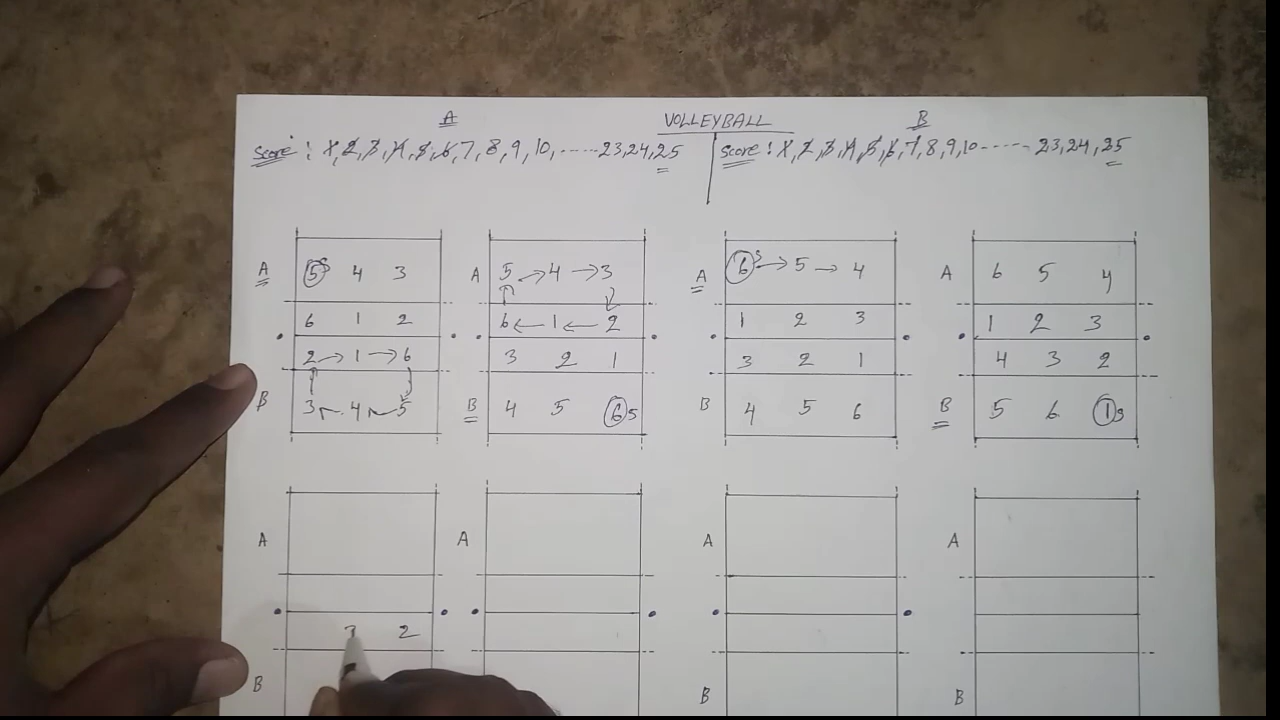 A VOLLEYBALL B
Score: 1, 2, 3, 4, 5, 6, 7, 8, 9, 10, ------ 23, 24, 25 Score: 1, 2, 3, 4, 5, 6, 7, 8, 9, 10 ------ 23, 24, 25
A 5 S 4 3 A 5 → 4 → 3 A 6 S → 5 → 4 A 6 5 4
6 1 2 6 ← 1 ← 2 1 2 3 1 2 3
2 → 1 → 6 3 2 1 3 2 1 4 3 2
B 3 ← 4 ← 5 B 4 5 6 S B 4 5 6 B 5 6 1 S
A A A A
3 2
B B B